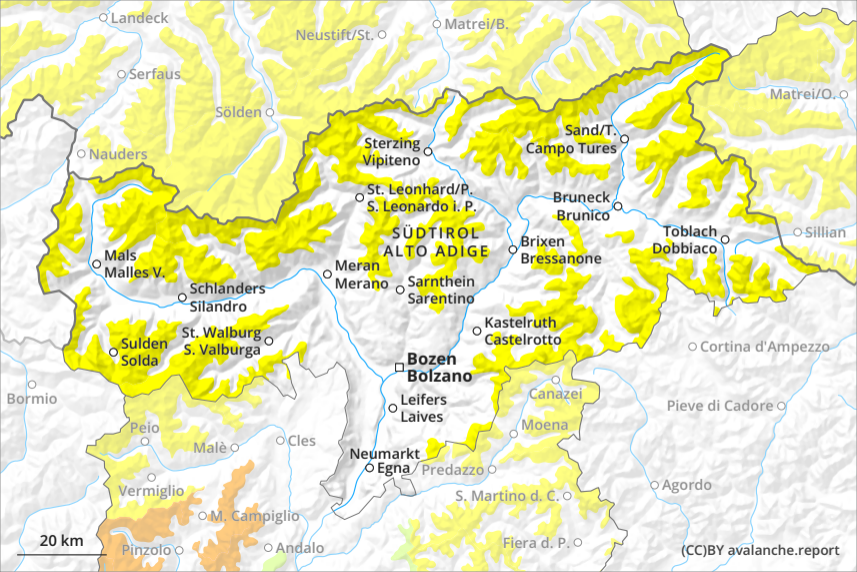 Landeck
Matrei/B.
Neustift/St.
Serfaus
Matrei/O.
Sölden
Sand/T.
Campo Tures
Sterzing
Vipiteno
Nauders
St. Leonhard/P.
S. Leonardo i. P.
Bruneck
Brunico
SÜDTIROL
ALTO ADIGE
Toblach
Dobbiaco
Sillian
Brixen
Bressanone
Mals
Malles V.
Meran
Merano
Sarnthein
Sarentino
Schlanders
Silandro
Kastelruth
Castelrotto
St. Walburg
S. Valburga
Sulden
Solda
Cortina d'Ampezzo
Bozen
Bolzano
Bormio
Canazei
Leifers
Laives
Pieve di Cadore
Peio
Moena
Cles
Malè
Neumarkt
Egna
Predazzo
Vermiglio
Agordo
S. Martino d. C.
M. Campiglio
20 km
Pinzolo
Andalo
Fiera d. P.
(CC)BY avalanche.report